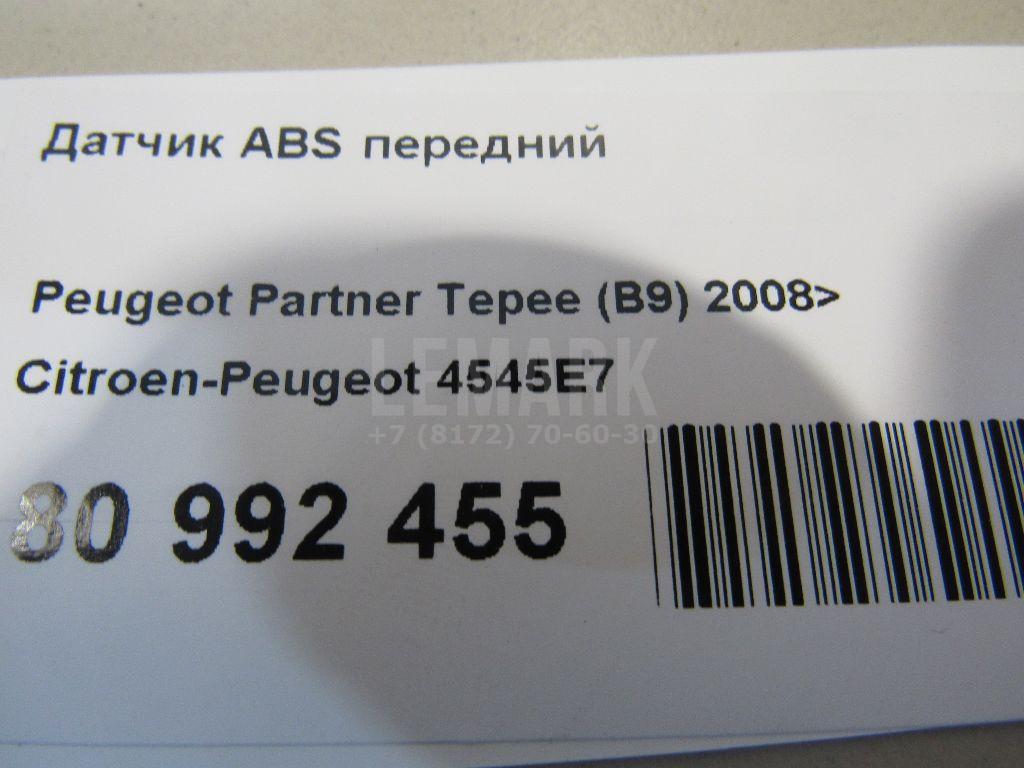 Датчик ABS передний
Peugeot Partner Tepee (B9) 2008>
Citroen-Peugeot 4545E7
LEMARK
+7 (8172) 70-60-30
80 992 455